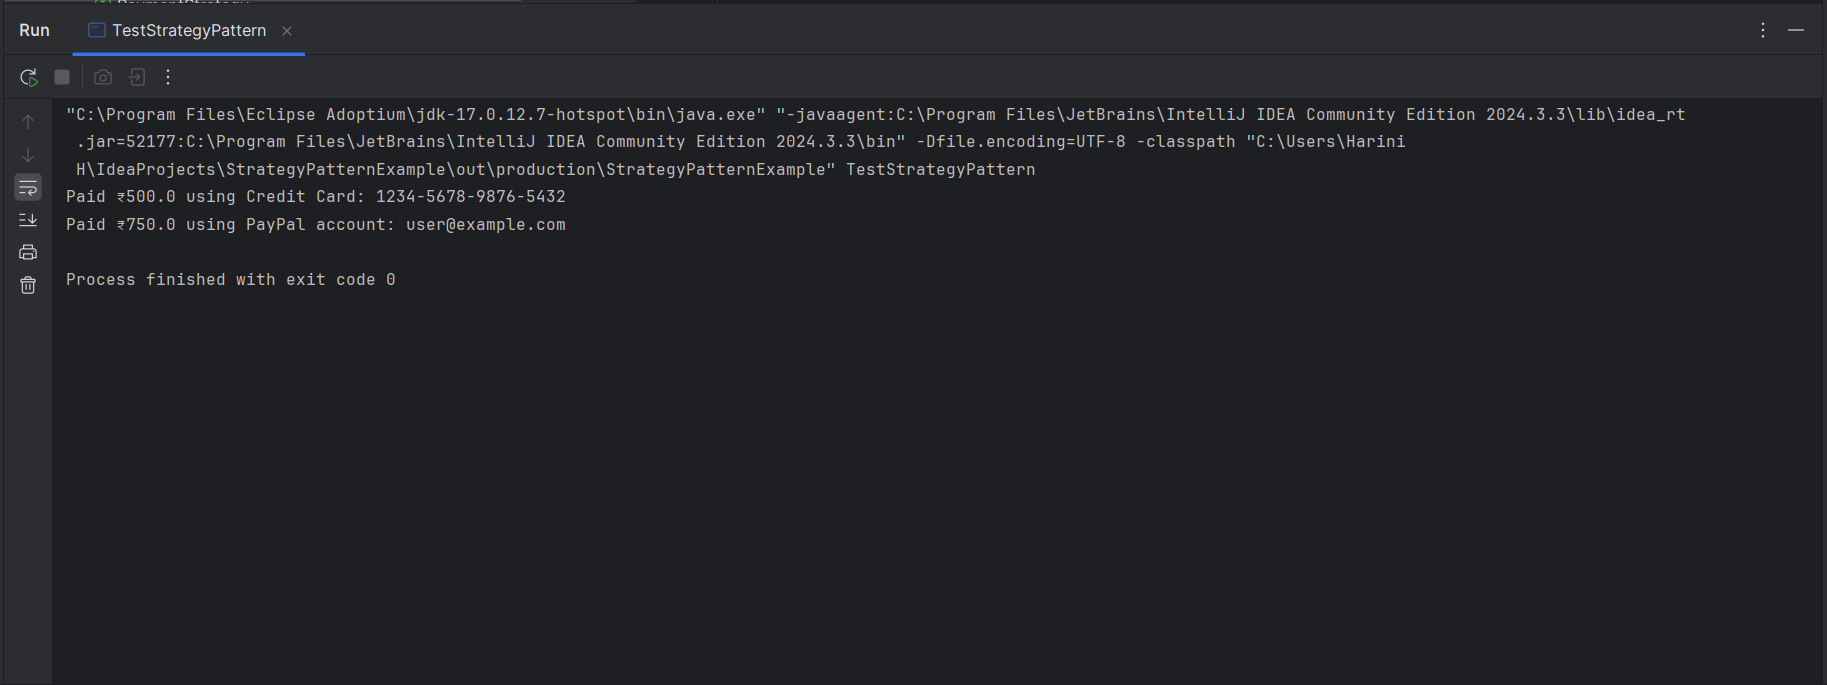 PaymentStrategy
Run
TestStrategyPattern
"C:\Program Files\Eclipse Adoptium\jdk-17.0.12.7-hotspot\bin\java.exe" "-javaagent:C:\Program Files\JetBrains\IntelliJ IDEA Community Edition 2024.3.3\lib\idea_rt
.jar=52177:C:\Program Files\JetBrains\IntelliJ IDEA Community Edition 2024.3.3\bin" -Dfile.encoding=UTF-8 -classpath "C:\Users\Harini
H\IdeaProjects\StrategyPatternExample\out\production\StrategyPatternExample" TestStrategyPattern
Paid ₹500.0 using Credit Card: 1234-5678-9876-5432
Paid ₹750.0 using PayPal account: user@example.com
Process finished with exit code 0